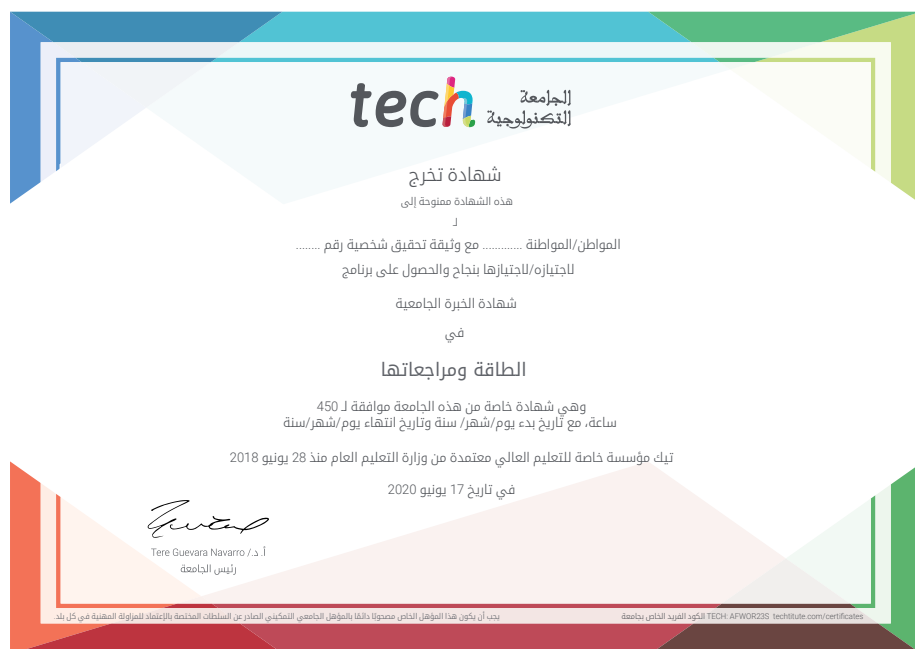 tech
الجامعة
التكنولوجية
شهادة تخرج
هذه الشهادة ممنوحة إلى
لـ
المواطن/المواطنة ............ مع وثيقة تحقيق شخصية رقم ........
لاجتيازه/لاجتيازها بنجاح والحصول على برنامج
شهادة الخبرة الجامعية
في
الطاقة ومراجعاتها
وهي شهادة خاصة من هذه الجامعة موافقة لـ 450
ساعة، مع تاريخ بدء يوم/شهر/ سنة وتاريخ انتهاء يوم/شهر/سنة
تيك مؤسسة خاصة للتعليم العالي معتمدة من وزارة التعليم العام منذ 28 يونيو 2018
في تاريخ 17 يونيو 2020
أ. د./ Tere Guevara Navarro
رئيس الجامعة
الكود الفريد الخاص بجامعة TECH: AFWOR23S techtitute.com/certificates
يجب أن يكون هذا المؤهل الخاص مصحوبًا دائمًا بالمؤهل الجامعي التمكيني الصادر عن السلطات المختصة بالإعتماد للمزاولة المهنية في كل بلد.